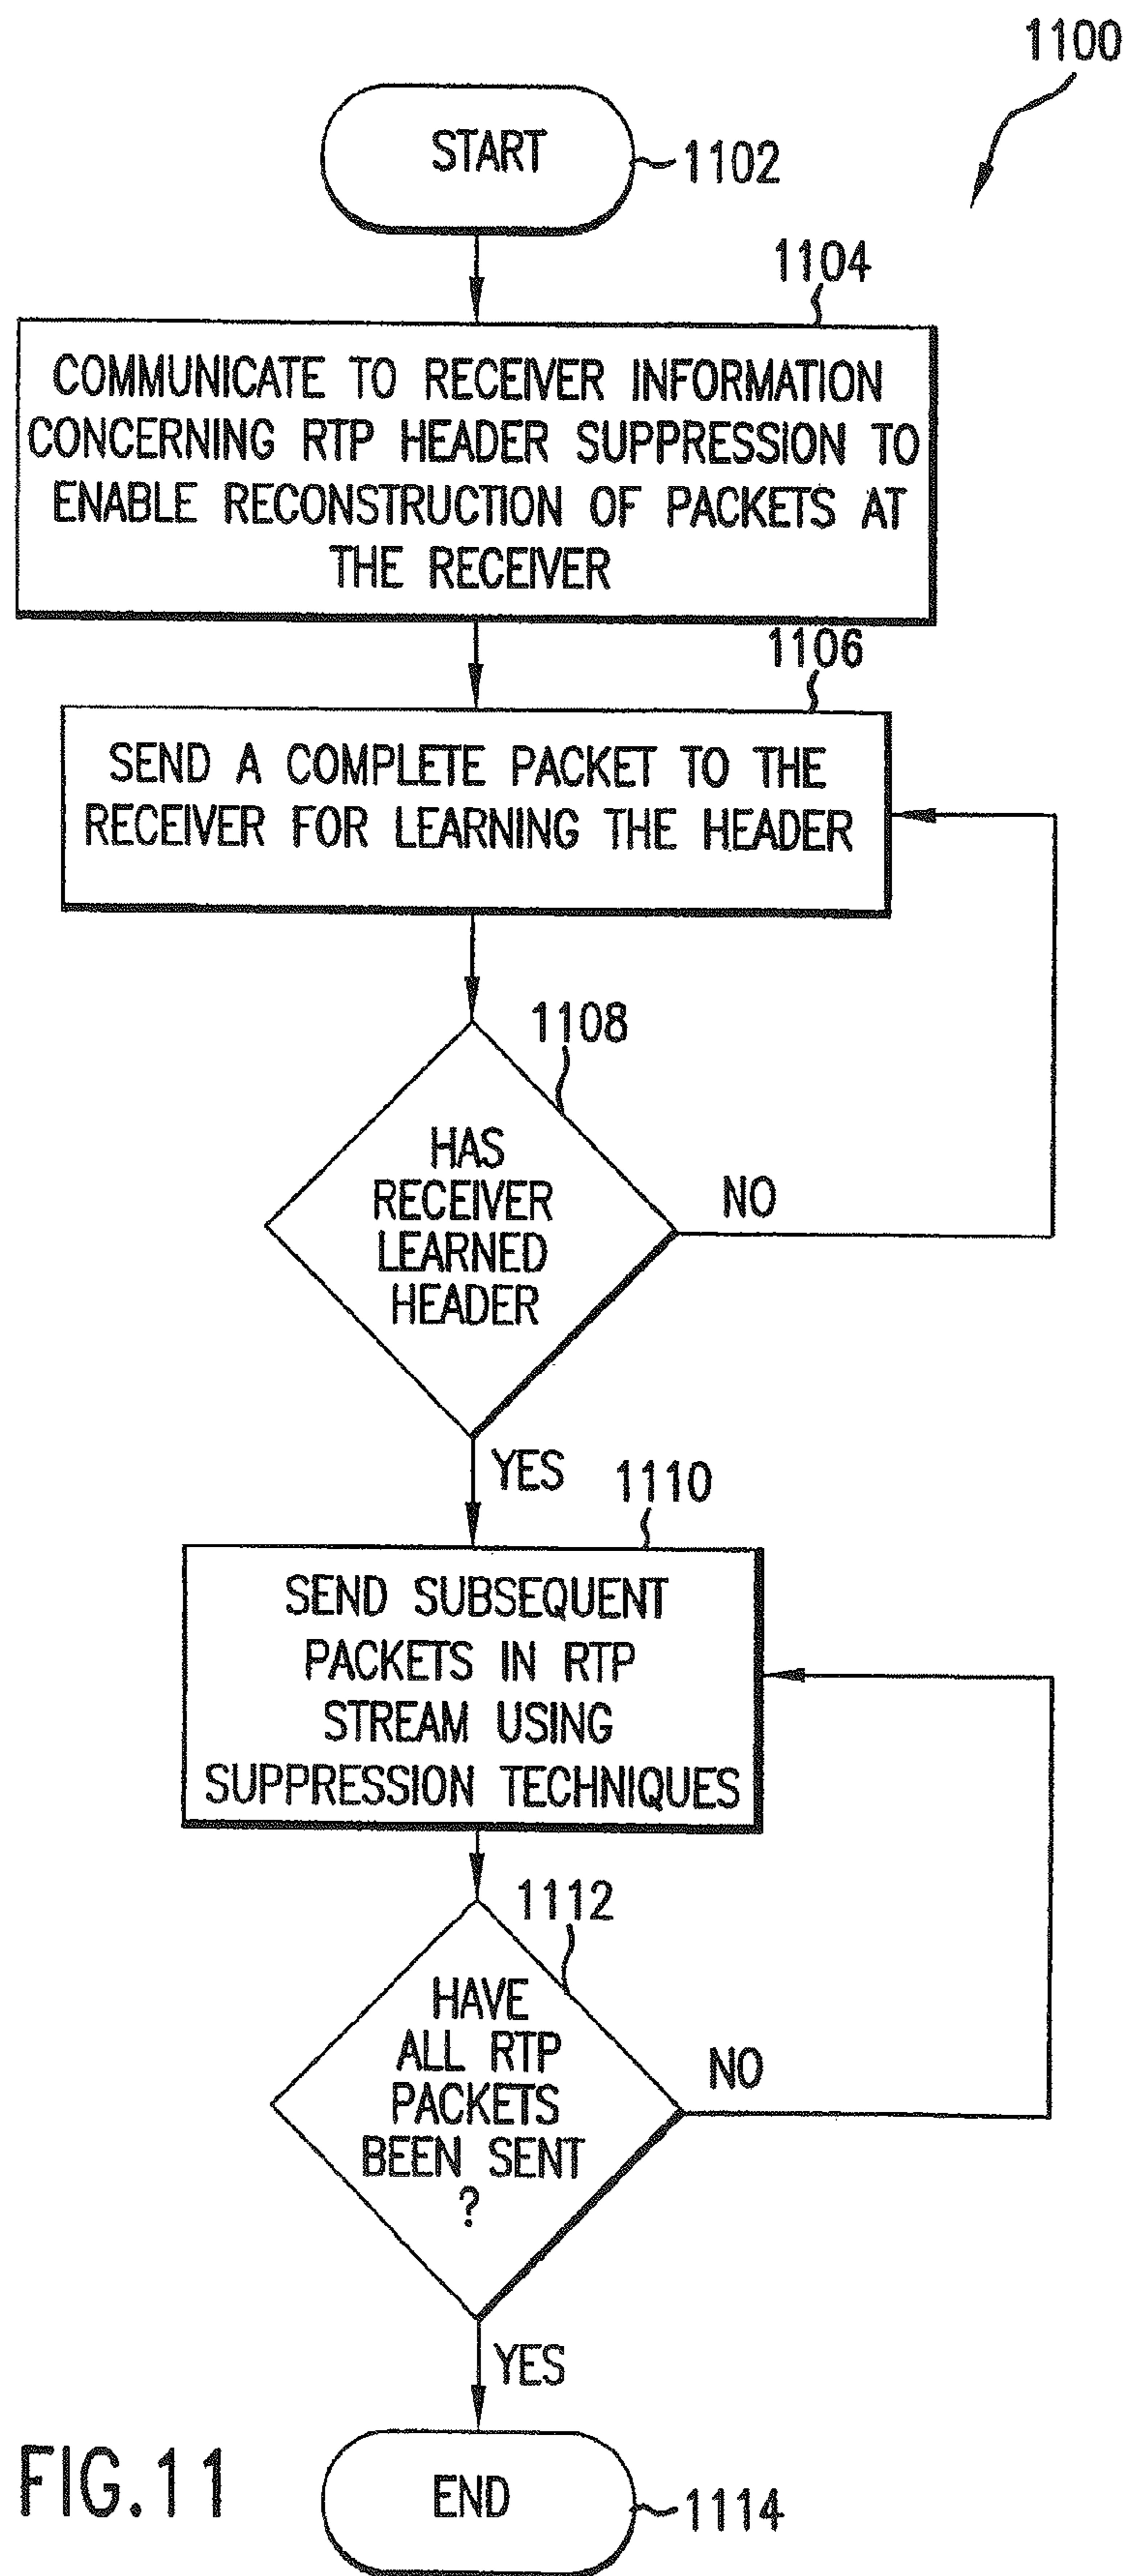 1100
START
1102
1104
COMMUNICATE TO RECEIVER INFORMATION
CONCERNING RTP HEADER SUPPRESSION TO
ENABLE RECONSTRUCTION OF PACKETS AT
THE RECEIVER
1106
SEND A COMPLETE PACKET TO THE
RECEIVER FOR LEARNING THE HEADER
1108
HAS
RECEIVER
LEARNED
HEADER
NO
YES
1110
SEND SUBSEQUENT
PACKETS IN RTP
STREAM USING
SUPPRESSION TECHNIQUES
1112
HAVE
ALL RTP
PACKETS
BEEN SENT
?
NO
YES
END
1114
FIG.11